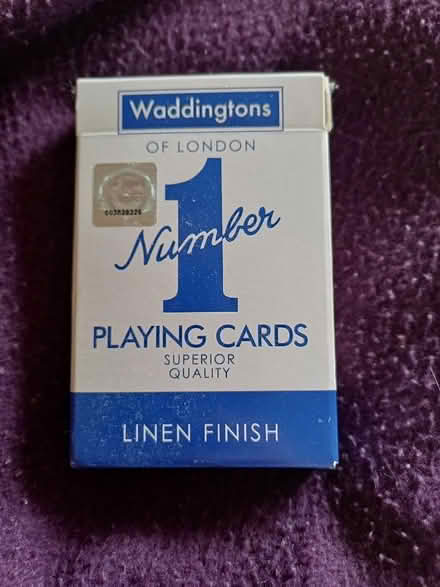 Waddingtons
OF LONDON
1
Number
PLAYING CARDS
SUPERIOR
QUALITY
LINEN FINISH